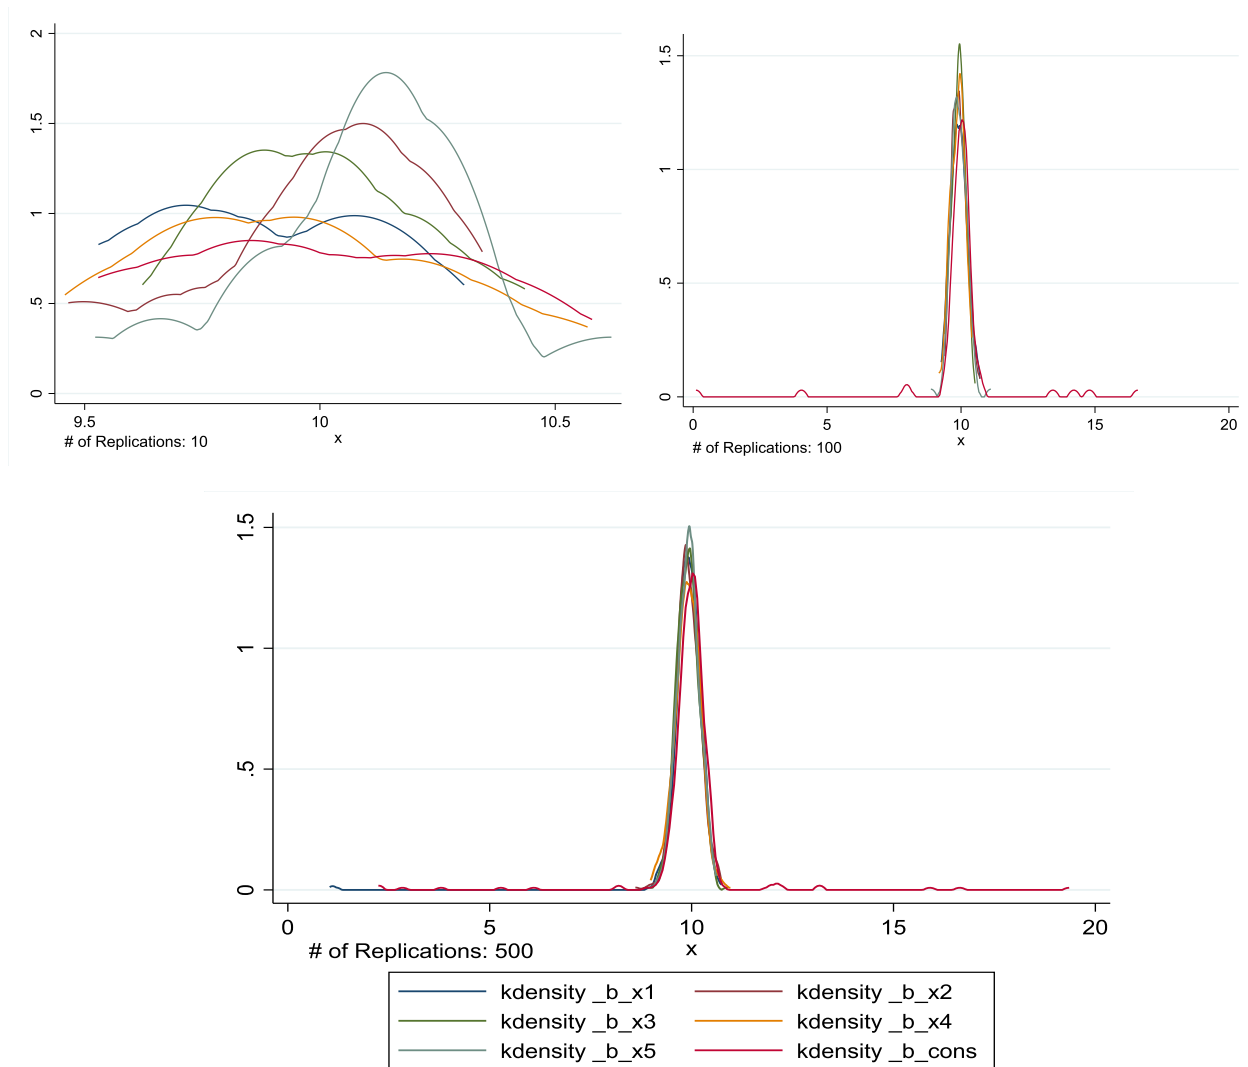 2
1.5
1
.5
0
9.5
10
10.5
x
# of Replications: 10
1.5
1
.5
0
0
5
10
15
20
x
# of Replications: 100
1.5
1
.5
0
0
5
10
15
20
# of Replications: 500
x
kdensity _b_x1
kdensity _b_x2
kdensity _b_x3
kdensity _b_x4
kdensity _b_x5
kdensity _b_cons